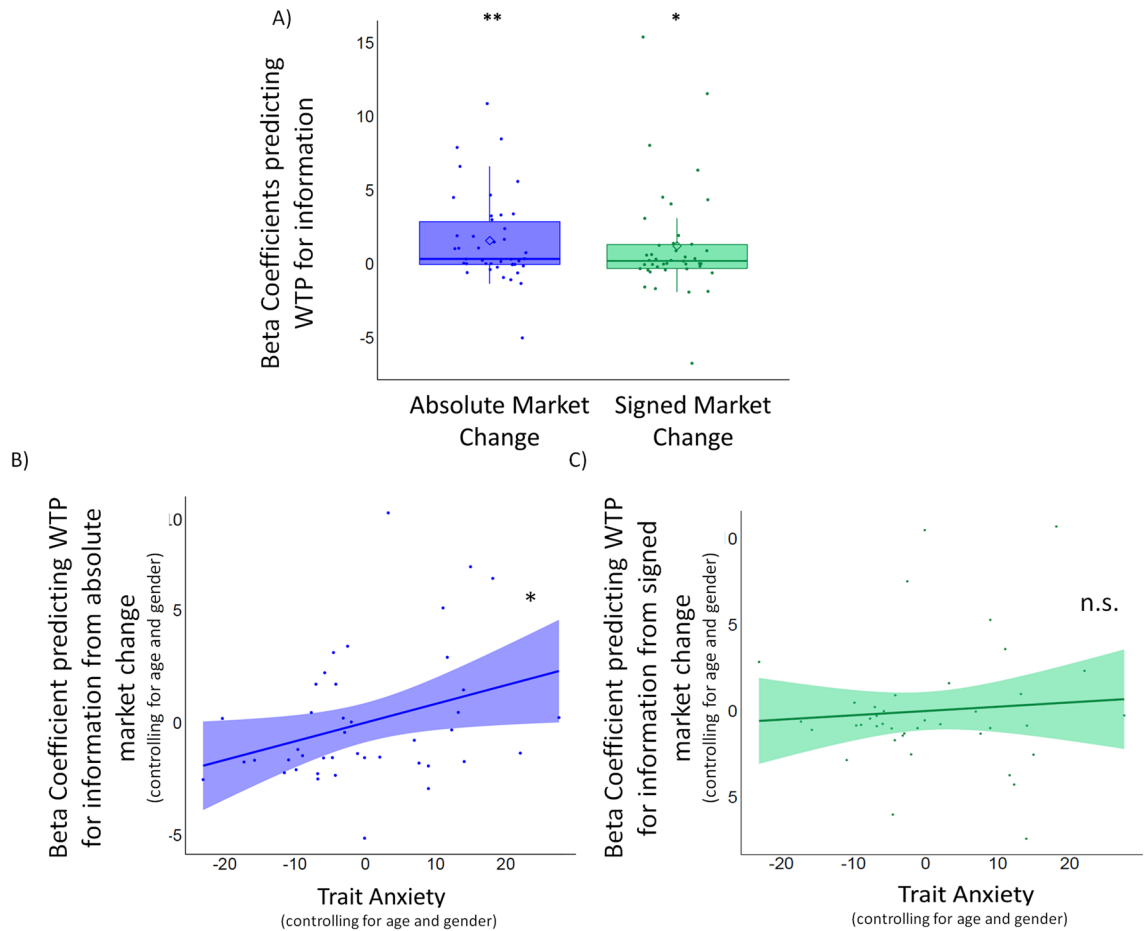 A)
**
*
Beta Coefficients predicting
WTP for information
15
10
5
0
-5
Absolute Market
Change
Signed Market
Change
B)
Beta Coefficient predicting WTP
for information from absolute
market change
(controlling for age and gender)
10
5
0
-5
*
-20
-10
0
10
20
Trait Anxiety
(controlling for age and gender)
C)
Beta Coefficient predicting WTP
for information from signed
market change
(controlling for age and gender)
0
5
0
5
n.s.
-20
-10
0
10
20
Trait Anxiety
(controlling for age and gender)